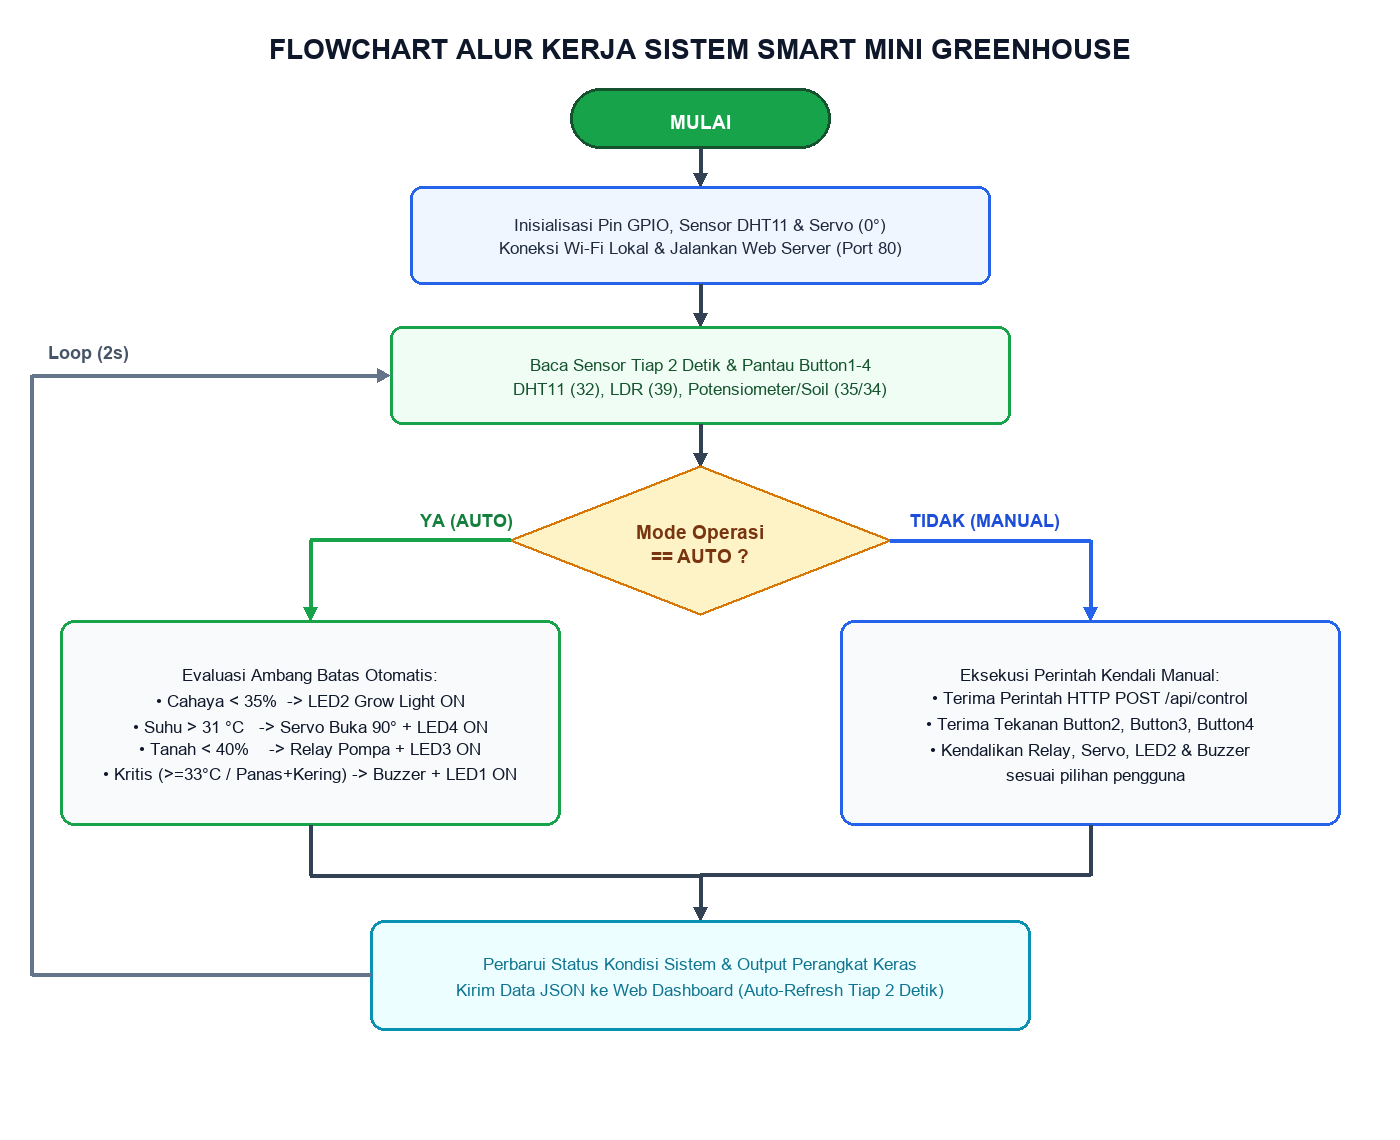 FLOWCHART ALUR KERJA SISTEM SMART MINI GREENHOUSE
MULAI
Inisialisasi Pin GPIO, Sensor DHT11 & Servo (0°)
Koneksi Wi-Fi Lokal & Jalankan Web Server (Port 80)
Loop (2s)
Baca Sensor Tiap 2 Detik & Pantau Button1-4
DHT11 (32), LDR (39), Potensiometer/Soil (35/34)
YA (AUTO)
Mode Operasi
== AUTO ?
TIDAK (MANUAL)
Evaluasi Ambang Batas Otomatis:
• Cahaya < 35%  -> LED2 Grow Light ON
• Suhu > 31 °C   -> Servo Buka 90° + LED4 ON
• Tanah < 40%    -> Relay Pompa + LED3 ON
• Kritis (>=33°C / Panas+Kering) -> Buzzer + LED1 ON
Eksekusi Perintah Kendali Manual:
• Terima Perintah HTTP POST /api/control
• Terima Tekanan Button2, Button3, Button4
• Kendalikan Relay, Servo, LED2 & Buzzer
sesuai pilihan pengguna
Perbarui Status Kondisi Sistem & Output Perangkat Keras
Kirim Data JSON ke Web Dashboard (Auto-Refresh Tiap 2 Detik)